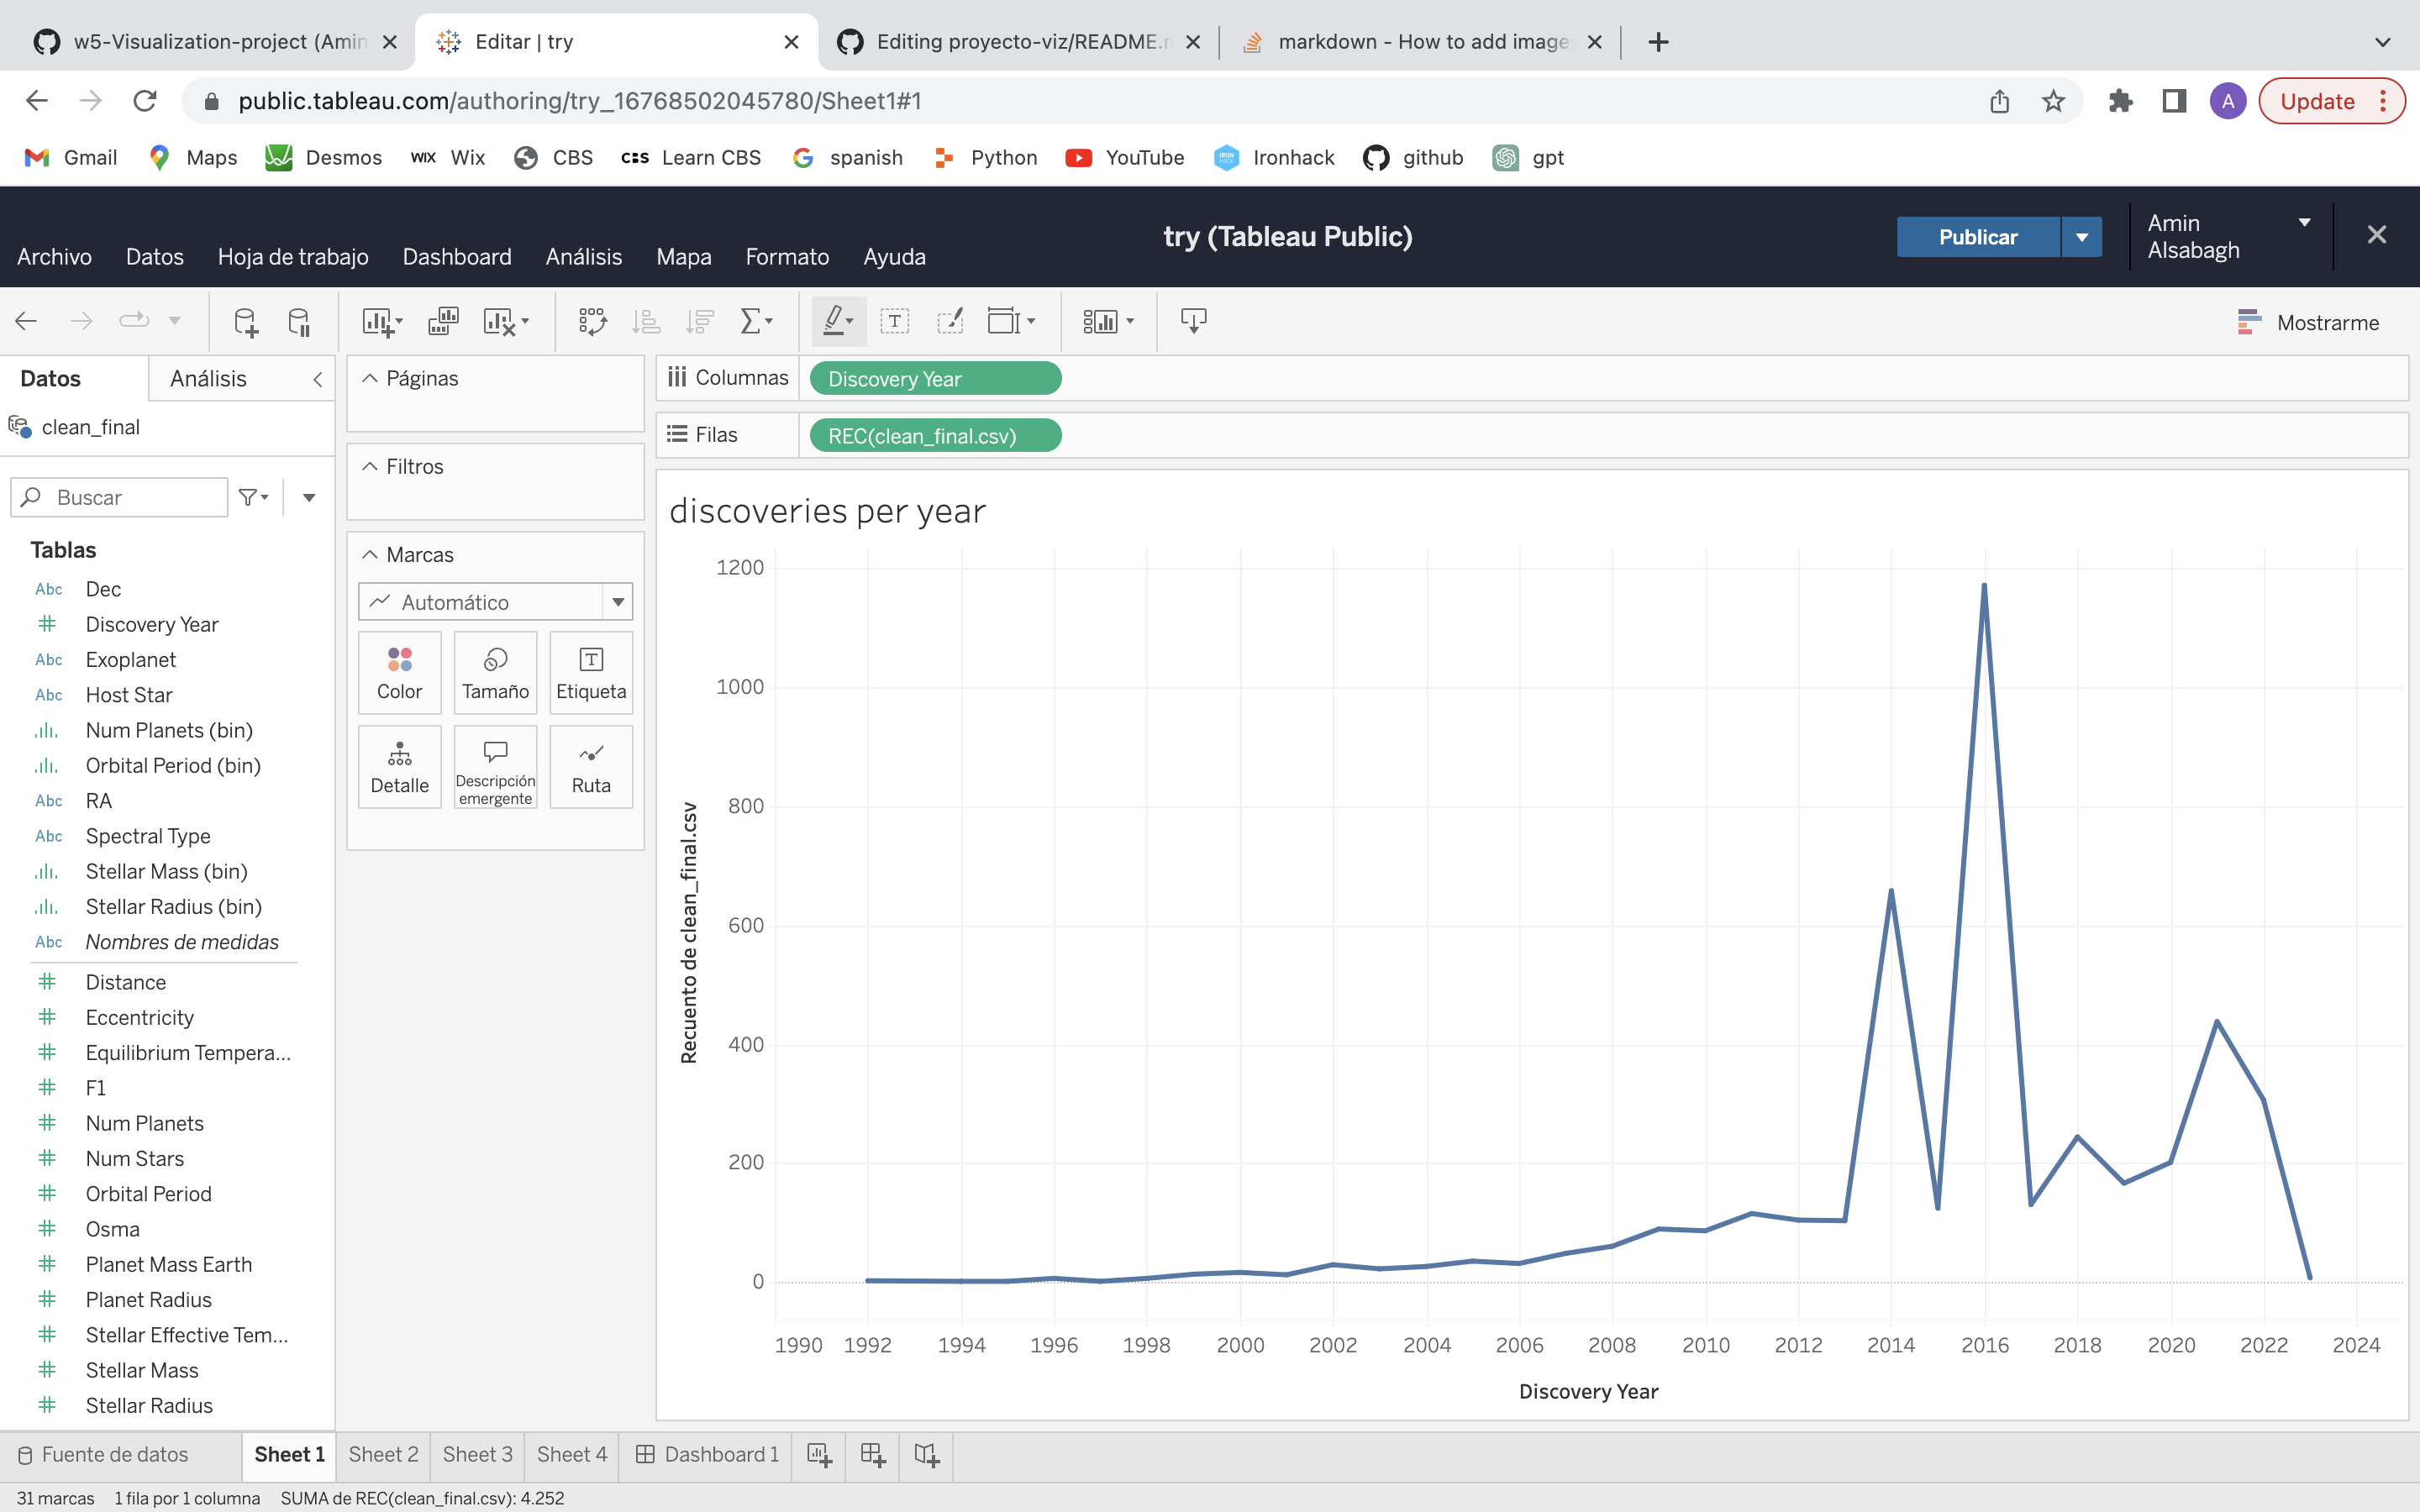 w5-Visualization-project (Amin
Editar | try
Editing proyecto-viz/README.r
markdown - How to add image
public.tableau.com/authoring/try_16768502045780/Sheet1#1
A
Update
Gmail
Maps
Desmos
WIX Wix
CBS
CBS Learn CBS
spanish
Python
YouTube
Ironhack
github
gpt
try (Tableau Public)
Publicar
Amin
Alsabagh
Archivo
Datos
Hoja de trabajo
Dashboard
Análisis
Mapa
Formato
Ayuda
Mostrarme
Datos
Análisis
clean_final
Buscar
Tablas
Abc Dec
Discovery Year
Abc Exoplanet
Abc Host Star
Num Planets (bin)
Orbital Period (bin)
Abc RA
Abc Spectral Type
Stellar Mass (bin)
Stellar Radius (bin)
Abc Nombres de medidas
Distance
Eccentricity
Equilibrium Tempera...
F1
Num Planets
Num Stars
Orbital Period
Osma
Planet Mass Earth
Planet Radius
Stellar Effective Tem...
Stellar Mass
Stellar Radius
Páginas
Filtros
Marcas
Automático
Color
Tamaño
Etiqueta
Detalle
Descripción
emergente
Ruta
Columnas
Discovery Year
Filas
REC(clean_final.csv)
discoveries per year
1200
1000
800
600
400
200
0
Recuento de clean_final.csv
1990 1992 1994 1996 1998 2000 2002 2004 2006 2008 2010 2012 2014 2016 2018 2020 2022 2024
Discovery Year
Fuente de datos
Sheet 1
Sheet 2
Sheet 3
Sheet 4
Dashboard 1
31 marcas 1 fila por 1 columna SUMA de REC(clean_final.csv): 4.252